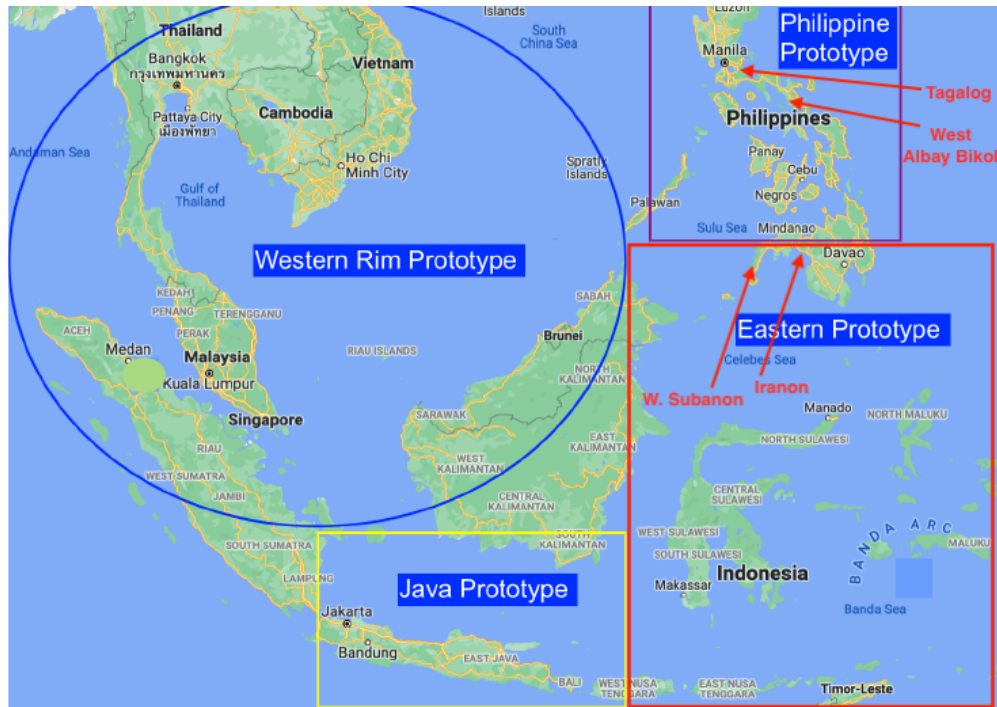 Islands
South
China Sea
Luzon
Philippine
Prototype
Thailand
Bangkok
กรุงเทพมหานคร
Vietnam
Manila
Tagalog
Pattaya City
เมืองพัทยา
Cambodia
Philippines
West
Albay Bikol
Andaman Sea
Ho Chi
Minh City
Gulf of
Thailand
Spratly
Islands
Panay
Cebu
Negros
Palawan
Sulu Sea
Mindanao
Davao
Western Rim Prototype
KEDAH
PENANG
TERENGGANU
PERAK
SABAH
Eastern Prototype
ACEH
Medan
Malaysia
Kuala Lumpur
RIAU ISLANDS
Brunei
Celebes Sea
NORTH
KALIMANTAN
W. Subanon
Iranon
Singapore
SARAWAK
Manado
NORTH MALUKU
NORTH SULAWESI
RIAU
WEST
KALIMANTAN
EAST
KALIMANTAN
WEST SUMATRA
JAMBI
CENTRAL
KALIMANTAN
CENTRAL
SULAWESI
SOUTH SUMATRA
SOUTH
KALIMANTAN
WEST SULAWESI
SOUTH
SULAWESI
BANDA ARC
MALUKU
LAMPUNG
Java Prototype
Makassar
Indonesia
Banda Sea
Jakarta
Bandung
EAST JAVA
BALI
WEST NUSA
TENGGARA
EAST NUSA
TENGGARA
Timor-Leste